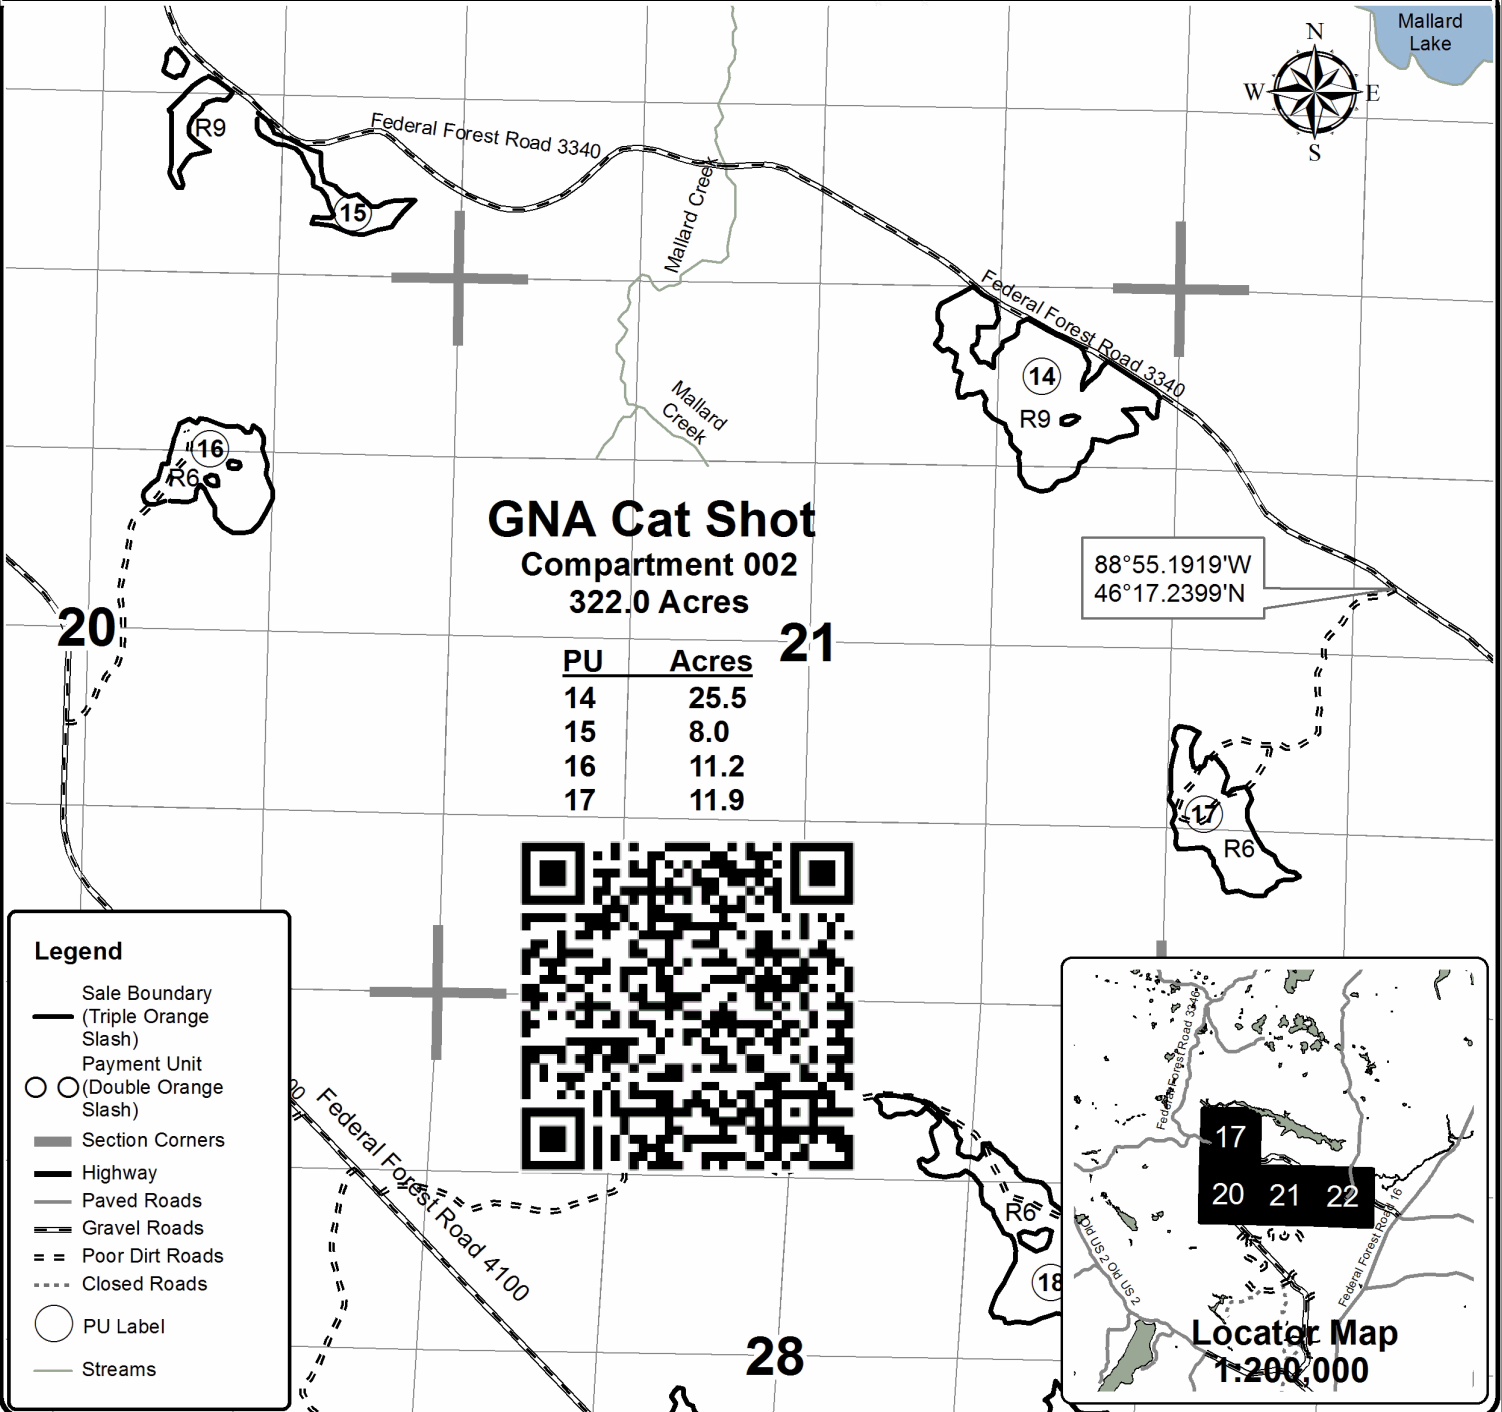 Mallard
Lake
N
W E
S
R9
Federal Forest Road 3340
15
Mallard Creek
Federal Forest Road 3340
14
R9
Mallard
Creek
16
R6
GNA Cat Shot
Compartment 002
322.0 Acres
88°55.1919'W
46°17.2399'N
20
21
PU Acres
14 25.5
15 8.0
16 11.2
17 11.9
17
R6
Legend
Sale Boundary
(Triple Orange
Slash)
Payment Unit
(Double Orange
Slash)
Section Corners
Highway
Paved Roads
Gravel Roads
Poor Dirt Roads
Closed Roads
PU Label
Streams
00
Federal Forest Road 4100
R6
18
28
Federal Forest Road 3346
17
20 21 22
Old US 2 Old US 2
Federal Forest Road 16
Locator Map
1:200,000